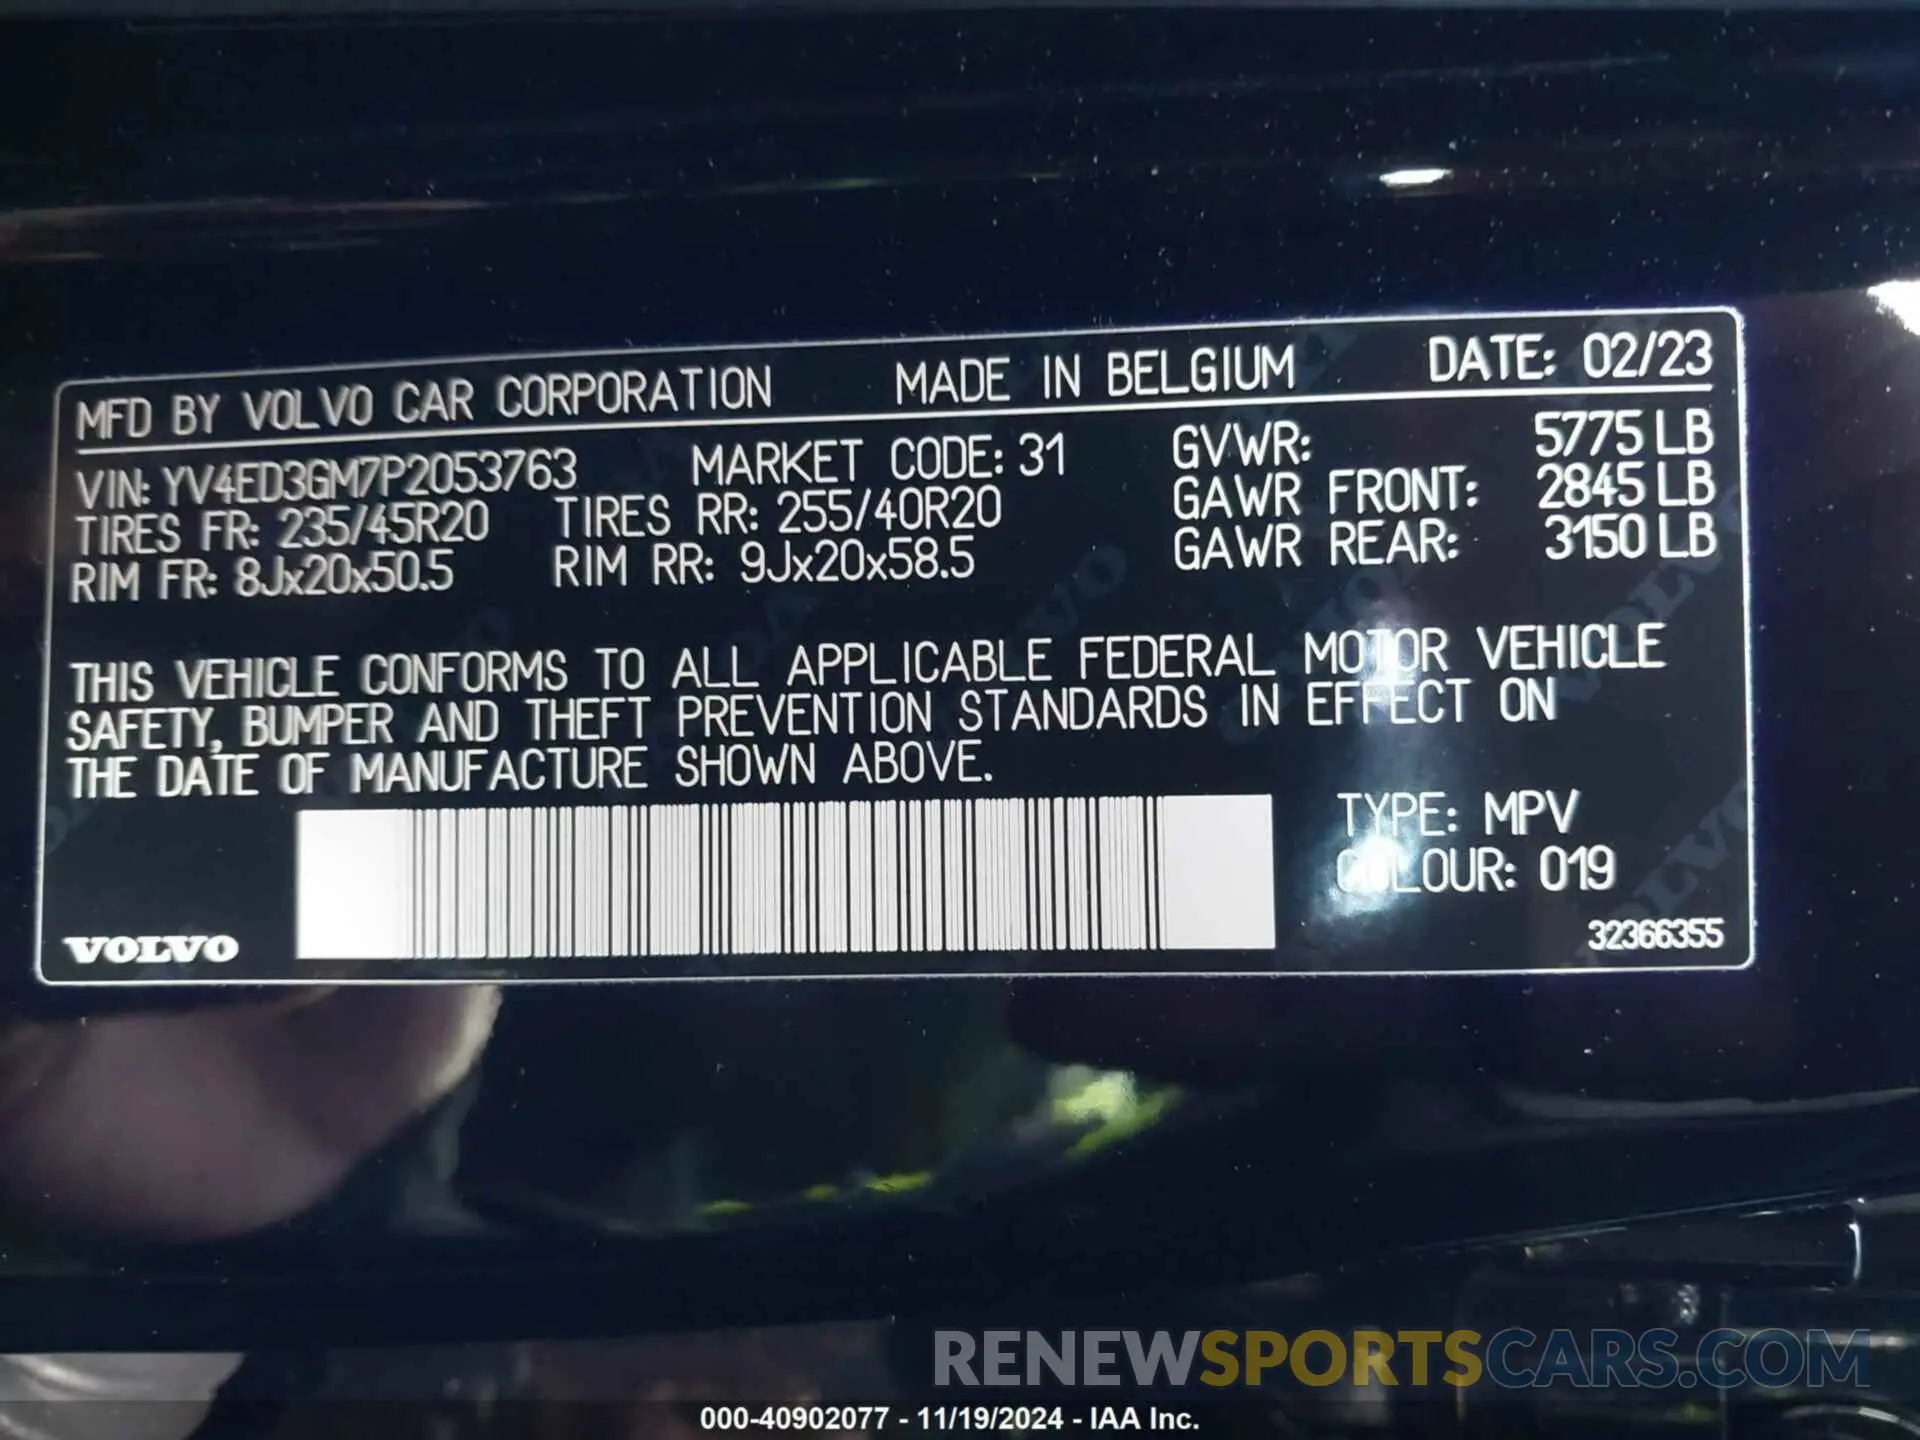 MFD BY VOLVO CAR CORPORATION MADE IN BELGIUM DATE: 02/23
VIN: YV4ED3GM7P2053763 MARKET CODE: 31 GVWR: 5775 LB
TIRES FR: 235/45R20 TIRES RR: 255/40R20 GAWR FRONT: 2845 LB
RIM FR: 8Jx20x50.5 RIM RR: 9Jx20x58.5 GAWR REAR: 3150 LB
THIS VEHICLE CONFORMS TO ALL APPLICABLE FEDERAL MOTOR VEHICLE
SAFETY, BUMPER AND THEFT PREVENTION STANDARDS IN EFFECT ON
THE DATE OF MANUFACTURE SHOWN ABOVE.
TYPE: MPV
COLOUR: 019
VOLVO 32366355
RENEWSPORTSCARS.COM
000-40902077 - 11/19/2024 - IAA Inc.